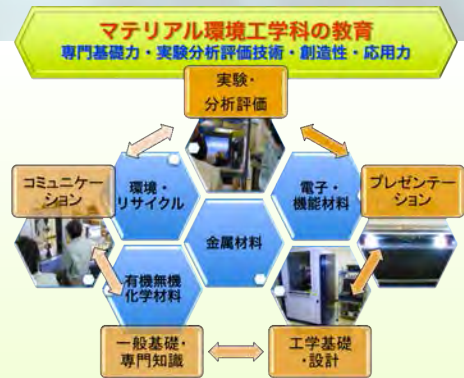 マテリアル環境工学科の教育
専門基礎力・実験分析評価技術・創造性・応用力
実験・
分析評価
コミュニケー
ション
環境・
リサイクル
電子・
機能材料
プレゼンテー
ション
金属材料
有機無機
化学材料
一般基礎・
専門知識
工学基礎
・設計